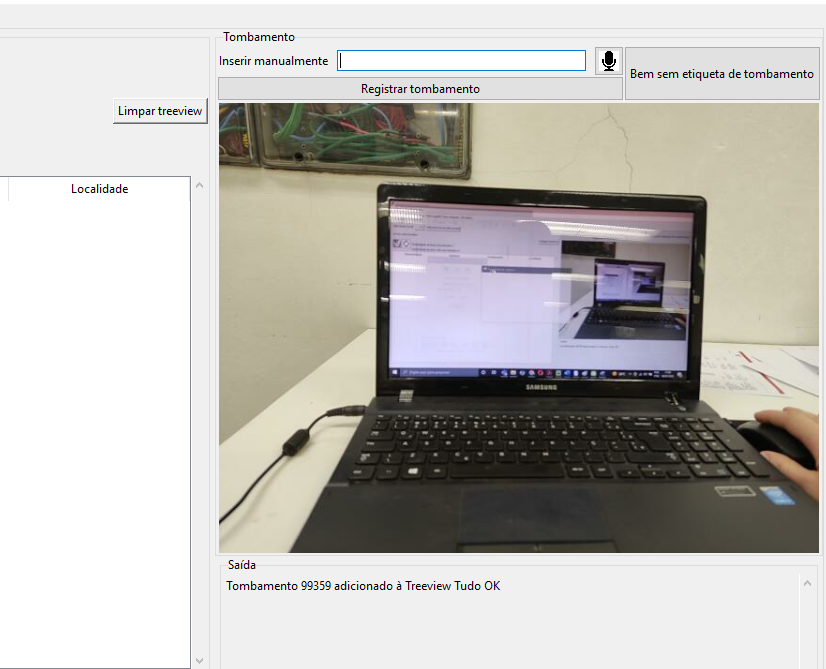 Tombamento
Inserir manualmente
Bem sem etiqueta de tombamento
Registrar tombamento
Limpar treeview
Localidade
SAMSUNG
Saída
Tombamento 99359 adicionado à Treeview Tudo OK